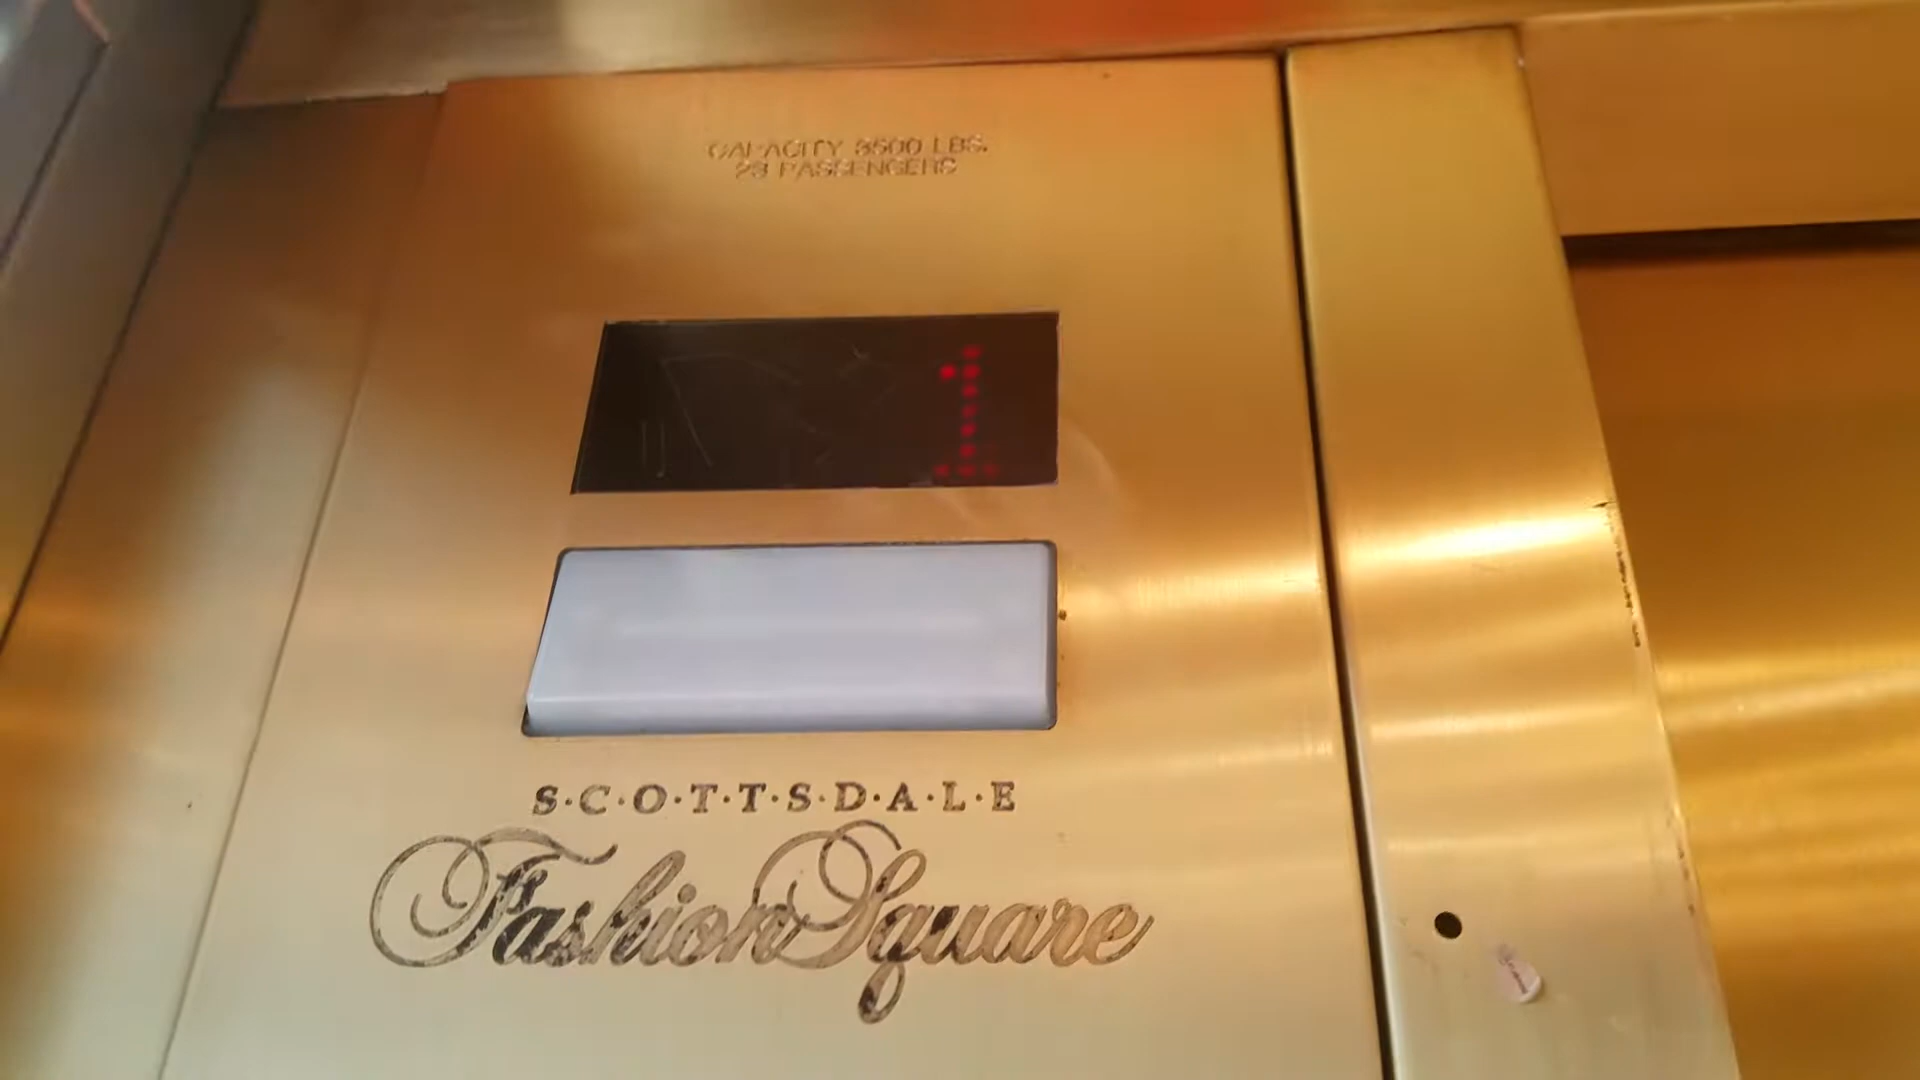 CAPACITY 3500 LBS.
23 PASSENGERS
1
S·C·O·T·T·S·D·A·L·E
Fashion Square